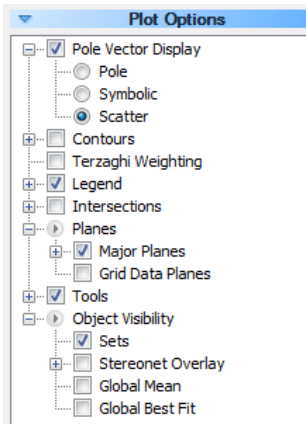 Plot Options
Pole Vector Display
Pole
Symbolic
Scatter
Contours
Terzaghi Weighting
Legend
Intersections
Planes
Major Planes
Grid Data Planes
Tools
Object Visibility
Sets
Stereonet Overlay
Global Mean
Global Best Fit